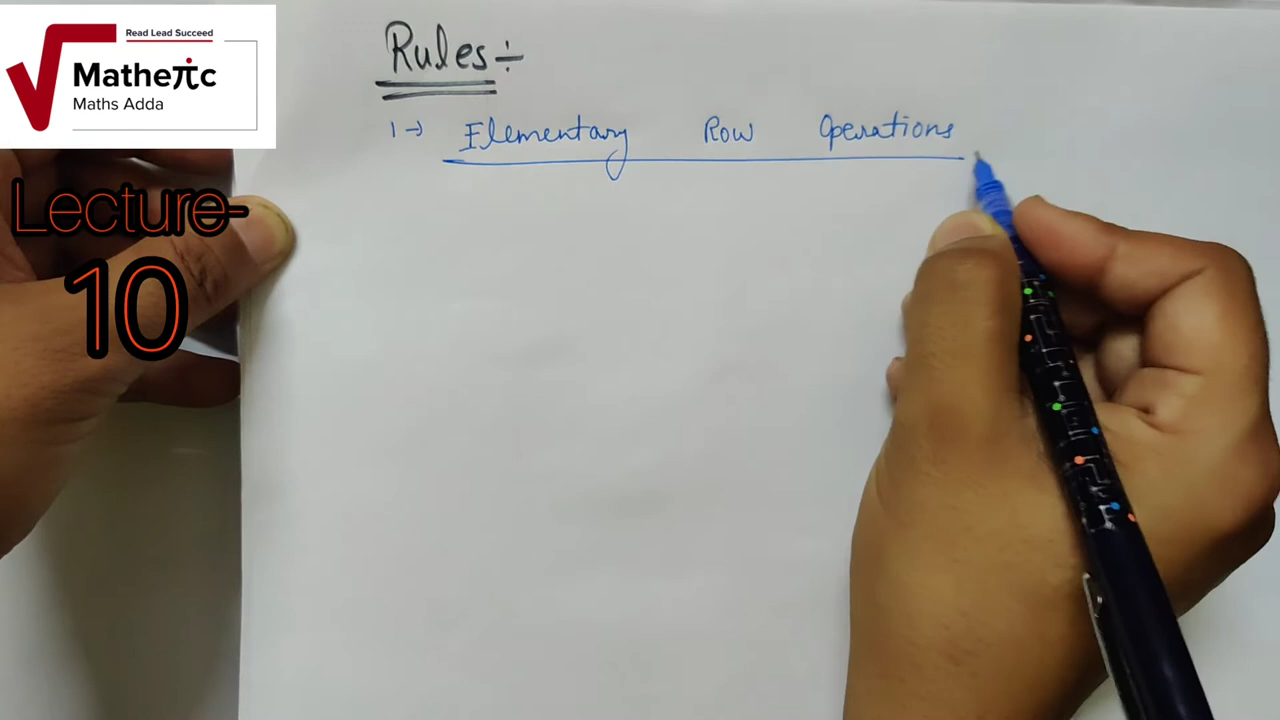 Read Lead Succeed
Matheπc
Maths Adda
Lecture-
10
Rules÷
1→ Elementary Row Operations